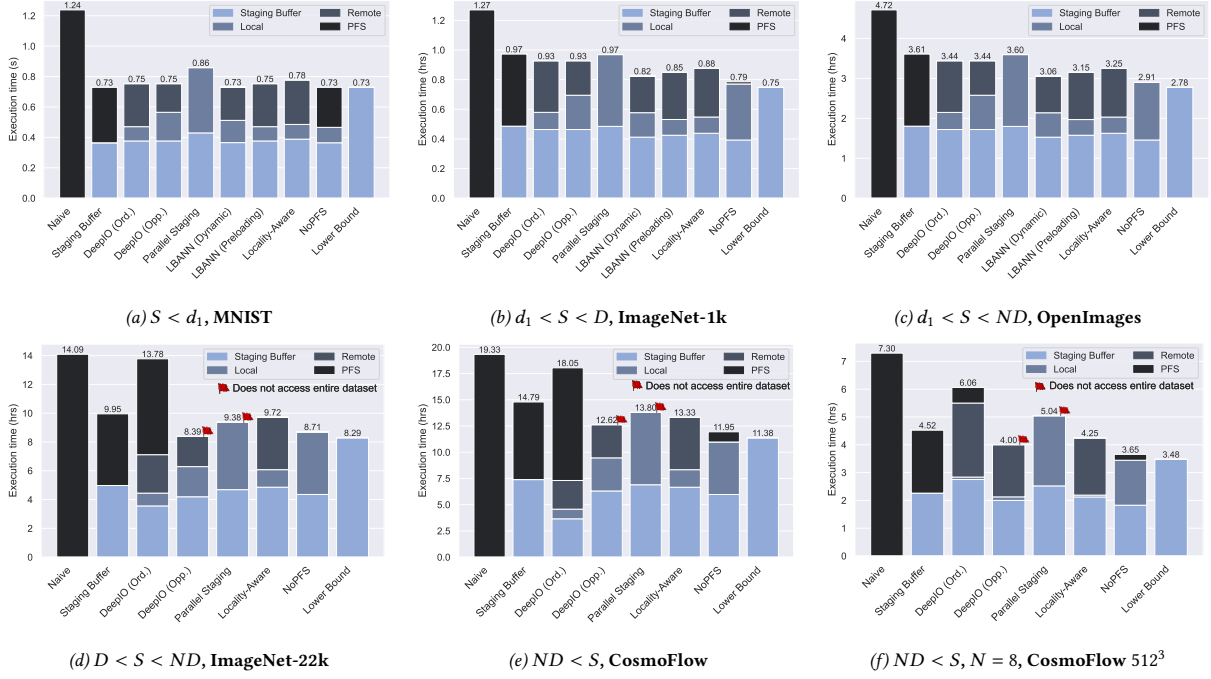 Execution time (s)
1.2
1.0
0.8
0.6
0.4
0.2
0.0
Staging Buffer
Remote
Local
PFS
1.24
0.73
0.75
0.75
0.86
0.73
0.75
0.78
0.73
0.73
Naive
Staging Buffer
DeepIO (Ord.)
DeepIO (Opp.)
Parallel Staging
LBANN (Dynamic)
LBANN (Preloading)
Locality-Aware
NoPFS
Lower Bound
(a) S < d₁, MNIST
Execution time (hrs)
1.2
1.0
0.8
0.6
0.4
0.2
0.0
Staging Buffer
Remote
Local
PFS
1.27
0.97
0.93
0.93
0.97
0.82
0.85
0.88
0.79
0.75
Naive
Staging Buffer
DeepIO (Ord.)
DeepIO (Opp.)
Parallel Staging
LBANN (Dynamic)
LBANN (Preloading)
Locality-Aware
NoPFS
Lower Bound
(b) d₁ < S < D, ImageNet-1k
Execution time (hrs)
4
3
2
1
0
Staging Buffer
Remote
Local
PFS
4.72
3.61
3.44
3.44
3.60
3.06
3.15
3.25
2.91
2.78
Naive
Staging Buffer
DeepIO (Ord.)
DeepIO (Opp.)
Parallel Staging
LBANN (Dynamic)
LBANN (Preloading)
Locality-Aware
NoPFS
Lower Bound
(c) d₁ < S < ND, OpenImages
Execution time (hrs)
14
12
10
8
6
4
2
0
Staging Buffer
Remote
Local
PFS
Does not access entire dataset
14.09
9.95
13.78
8.39
9.38
9.72
8.71
8.29
Naive
Staging Buffer
DeepIO (Ord.)
DeepIO (Opp.)
Parallel Staging
Locality-Aware
NoPFS
Lower Bound
(d) D < S < ND, ImageNet-22k
Execution time (hrs)
20.0
17.5
15.0
12.5
10.0
7.5
5.0
2.5
0.0
Staging Buffer
Remote
Local
PFS
Does not access entire dataset
19.33
14.79
18.05
12.62
13.80
13.33
11.95
11.38
Naive
Staging Buffer
DeepIO (Ord.)
DeepIO (Opp.)
Parallel Staging
Locality-Aware
NoPFS
Lower Bound
(e) ND < S, CosmoFlow
Execution time (hrs)
7
6
5
4
3
2
1
0
Staging Buffer
Remote
Local
PFS
Does not access entire dataset
7.30
4.52
6.06
4.00
5.04
4.25
3.65
3.48
Naive
Staging Buffer
DeepIO (Ord.)
DeepIO (Opp.)
Parallel Staging
Locality-Aware
NoPFS
Lower Bound
(f) ND < S, N = 8, CosmoFlow 512³